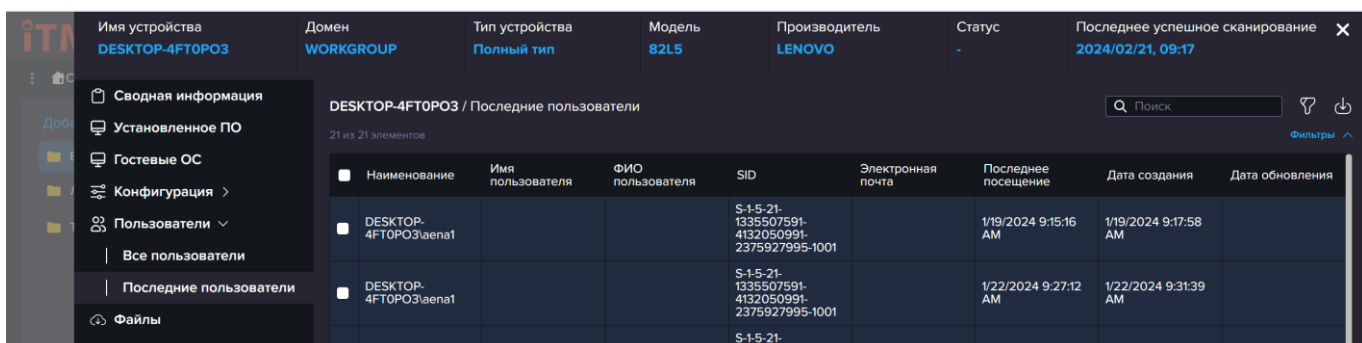 Имя устройства
DESKTOP-4FT0PO3
Домен
WORKGROUP
Тип устройства
Полный тип
Модель
82L5
Производитель
LENOVO
Статус
-
Последнее успешное сканирование
2024/02/21, 09:17
Сводная информация
Установленное ПО
Гостевые ОС
Конфигурация
Пользователи
Все пользователи
Последние пользователи
Файлы
DESKTOP-4FT0PO3 / Последние пользователи
Поиск
21 из 21 элементов
Фильтры
Наименование
Имя
пользователя
ФИО
пользователя
SID
Электронная
почта
Последнее
посещение
Дата создания
Дата обновления
DESKTOP-
4FT0PO3\aena1
S-1-5-21-
1335507591-
4132050991-
2375927995-1001
1/19/2024 9:15:16
AM
1/19/2024 9:17:58
AM
DESKTOP-
4FT0PO3\aena1
S-1-5-21-
1335507591-
4132050991-
2375927995-1001
1/22/2024 9:27:12
AM
1/22/2024 9:31:39
AM
S-1-5-21-